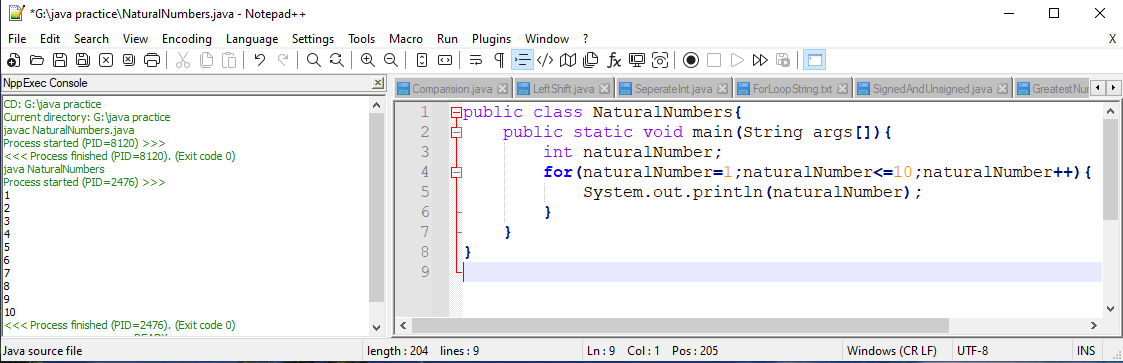 *G:\java practice\NaturalNumbers.java - Notepad++
File Edit Search View Encoding Language Settings Tools Macro Run Plugins Window ? X
NppExec Console
CD: G:\java practice
Current directory: G:\java practice
javac NaturalNumbers.java
Process started (PID=8120) >>>
<<< Process finished (PID=8120). (Exit code 0)
java NaturalNumbers
Process started (PID=2476) >>>
1
2
3
4
5
6
7
8
9
10
<<< Process finished (PID=2476). (Exit code 0)
READY
Comparision.java LeftShift.java SeperateInt.java ForLoopString.txt SignedAndUnsigned.java GreatestNur
1 public class NaturalNumbers{
2 public static void main(String args[]){
3 int naturalNumber;
4 for(naturalNumber=1;naturalNumber<=10;naturalNumber++){
5 System.out.println(naturalNumber);
6 }
7 }
8 }
9
Java source file length : 204 lines : 9 Ln : 9 Col : 1 Pos : 205 Windows (CR LF) UTF-8 INS